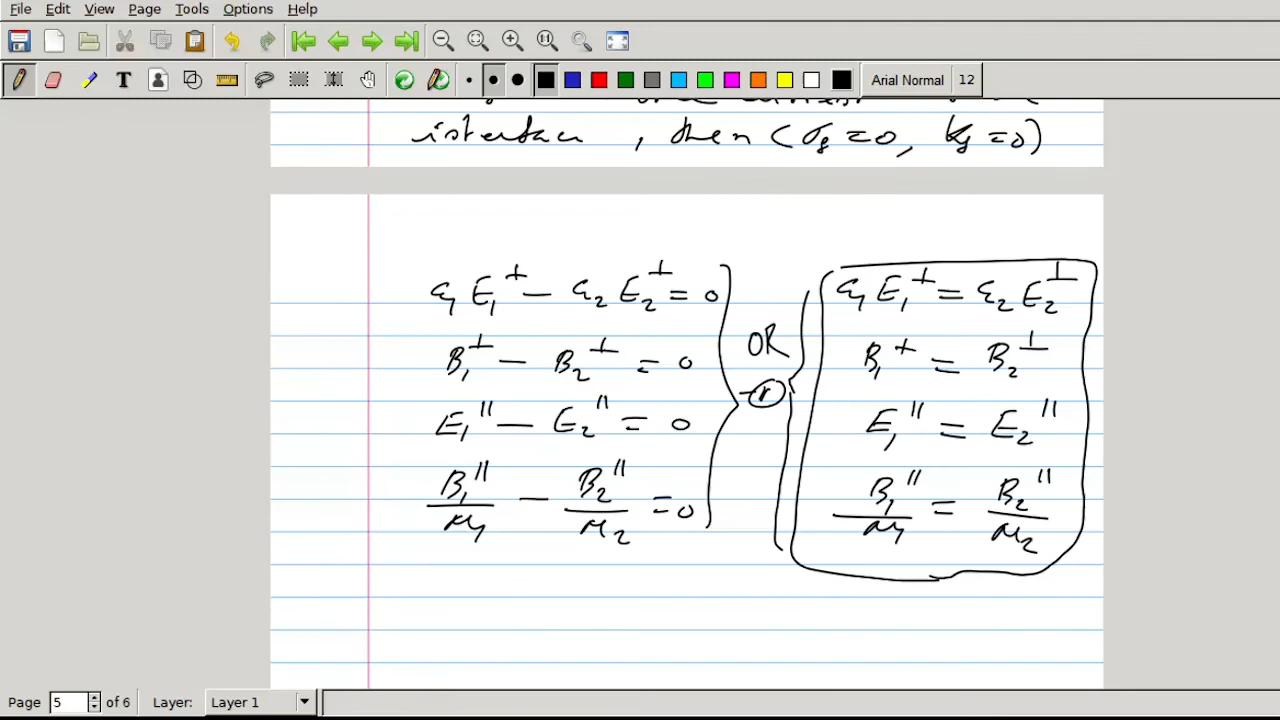 File Edit View Page Tools Options Help
Arial Normal 12
interface , then (σf = 0, Kf = 0)
ε₁ E₁^⊥ − ε₂ E₂^⊥ = 0
B₁^⊥ − B₂^⊥ = 0
E₁^∥ − E₂^∥ = 0
B₁^∥/μ₁ − B₂^∥/μ₂ = 0
OR
ε₁ E₁^⊥ = ε₂ E₂^⊥
B₁^⊥ = B₂^⊥
E₁^∥ = E₂^∥
B₁^∥/μ₁ = B₂^∥/μ₂
Page 5 of 6 Layer: Layer 1